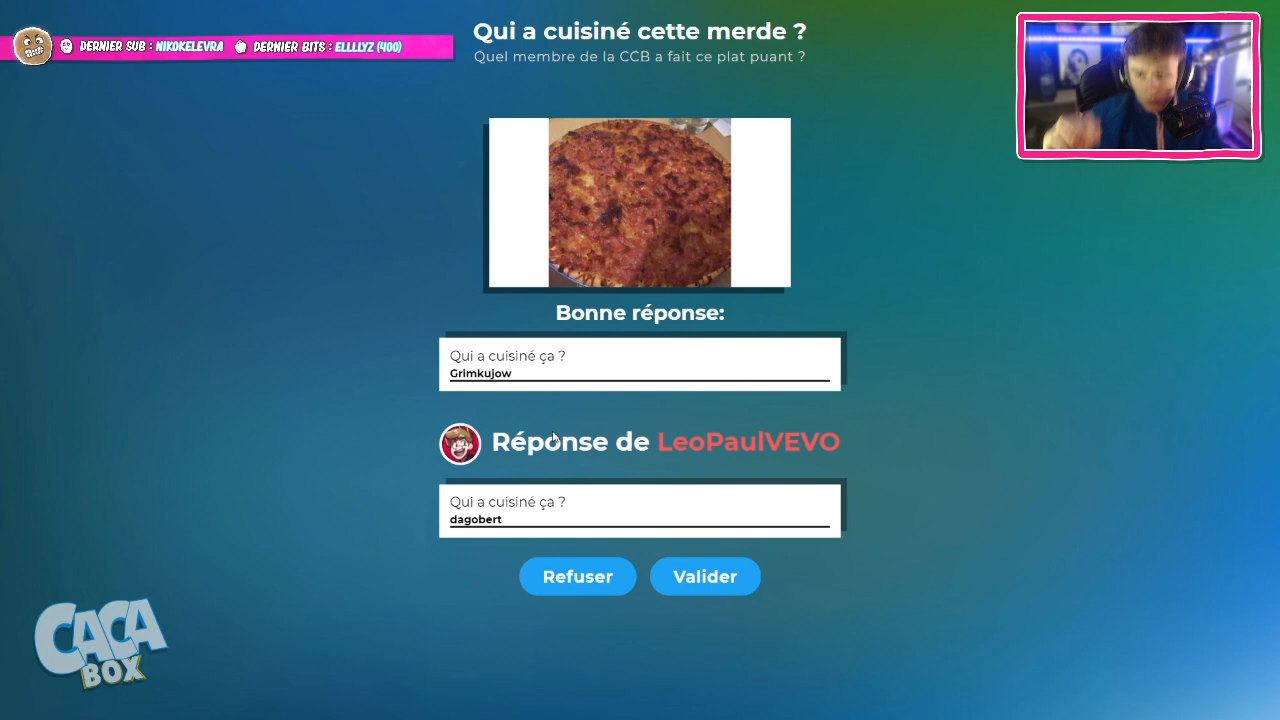 DERNIER SUB : NIKOKELEVRA
DERNIER BITS : ELLLLYZ (400)
Qui a cuisiné cette merde ?
Quel membre de la CCB a fait ce plat puant ?
Bonne réponse:
Qui a cuisiné ça ?
Grimkujow
Réponse de LeoPaulVEVO
Qui a cuisiné ça ?
dagobert
Refuser
Valider
CACA
BOX